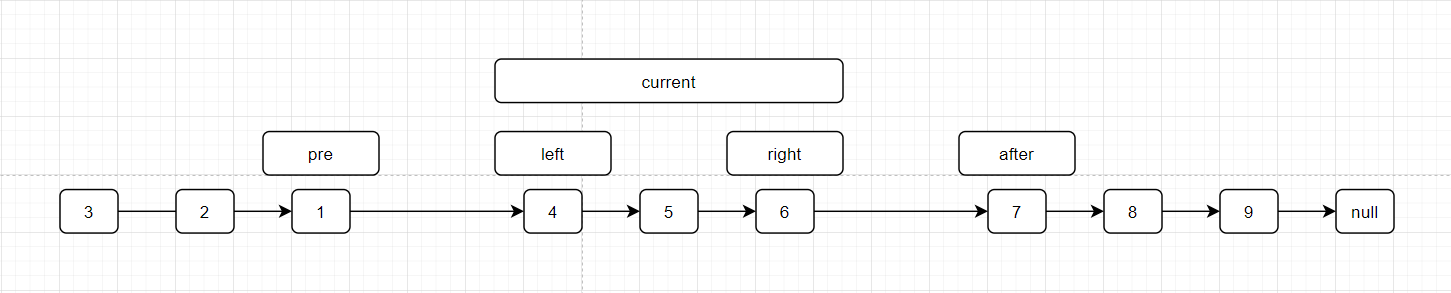 current
pre left right after
3 2 1 4 5 6 7 8 9 null